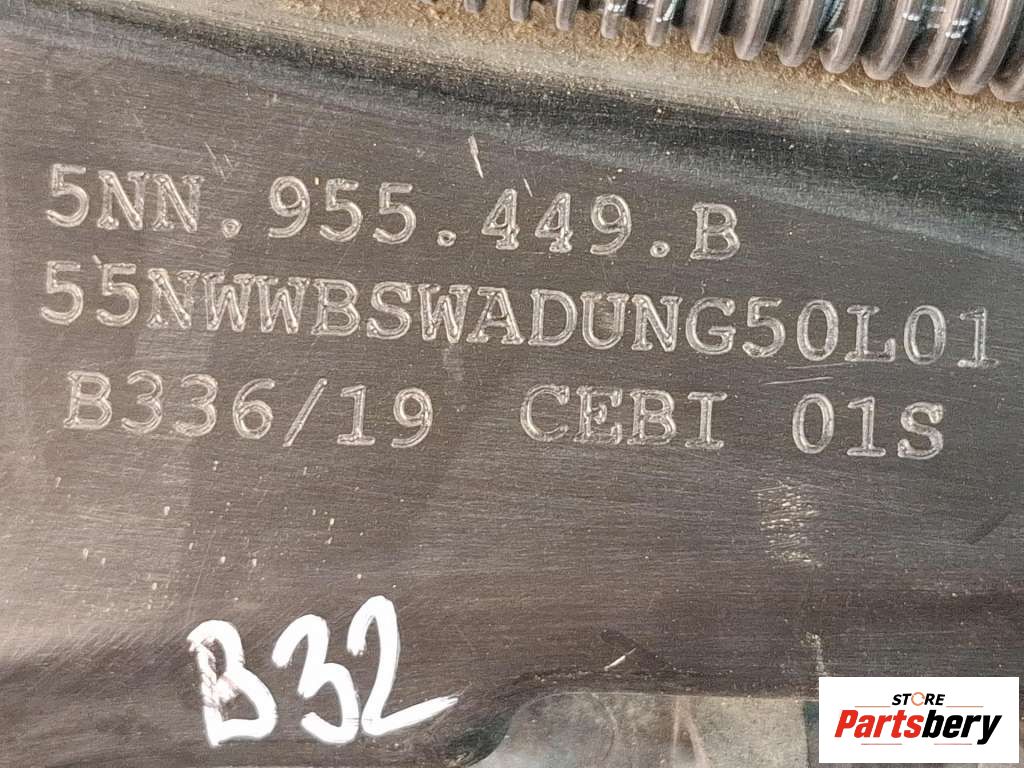 5NN.955.449.B
55NWWBSWADUNG50L01
B336/19 CEBI 01S
B32
STORE
Partsbery